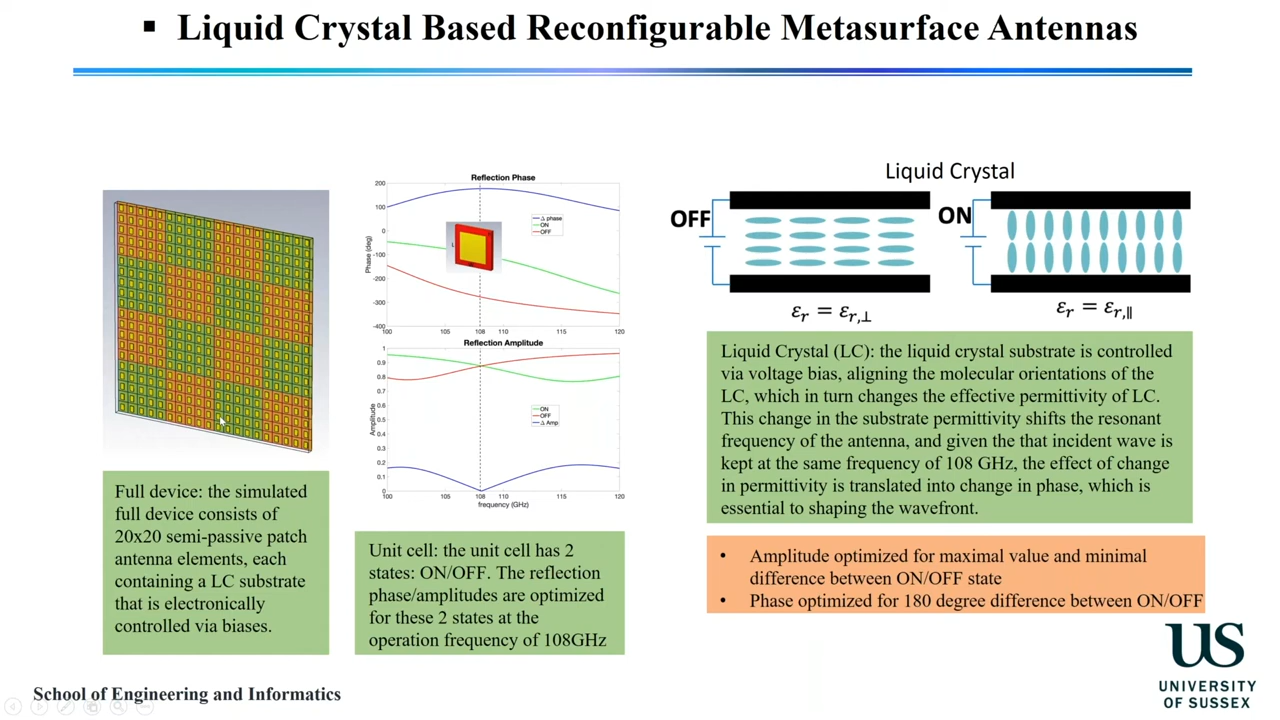 ▪ Liquid Crystal Based Reconfigurable Metasurface Antennas
Full device: the simulated
full device consists of
20x20 semi-passive patch
antenna elements, each
containing a LC substrate
that is electronically
controlled via biases.
Reflection Phase
Phase (deg)
200
100
0
-100
-200
-300
-400
100
105
108
110
115
120
Δ phase
ON
OFF
L
Reflection Amplitude
Amplitude
1
0.9
0.8
0.7
0.6
0.5
0.4
0.3
0.2
0.1
0
100
105
108
110
115
120
frequency (GHz)
ON
OFF
Δ Amp
Unit cell: the unit cell has 2
states: ON/OFF. The reflection
phase/amplitudes are optimized
for these 2 states at the
operation frequency of 108GHz
Liquid Crystal
OFF
ON
εr = εr,⊥
εr = εr,∥
Liquid Crystal (LC): the liquid crystal substrate is controlled
via voltage bias, aligning the molecular orientations of the
LC, which in turn changes the effective permittivity of LC.
This change in the substrate permittivity shifts the resonant
frequency of the antenna, and given the that incident wave is
kept at the same frequency of 108 GHz, the effect of change
in permittivity is translated into change in phase, which is
essential to shaping the wavefront.
• Amplitude optimized for maximal value and minimal
difference between ON/OFF state
• Phase optimized for 180 degree difference between ON/OFF
School of Engineering and Informatics
US
UNIVERSITY
OF SUSSEX